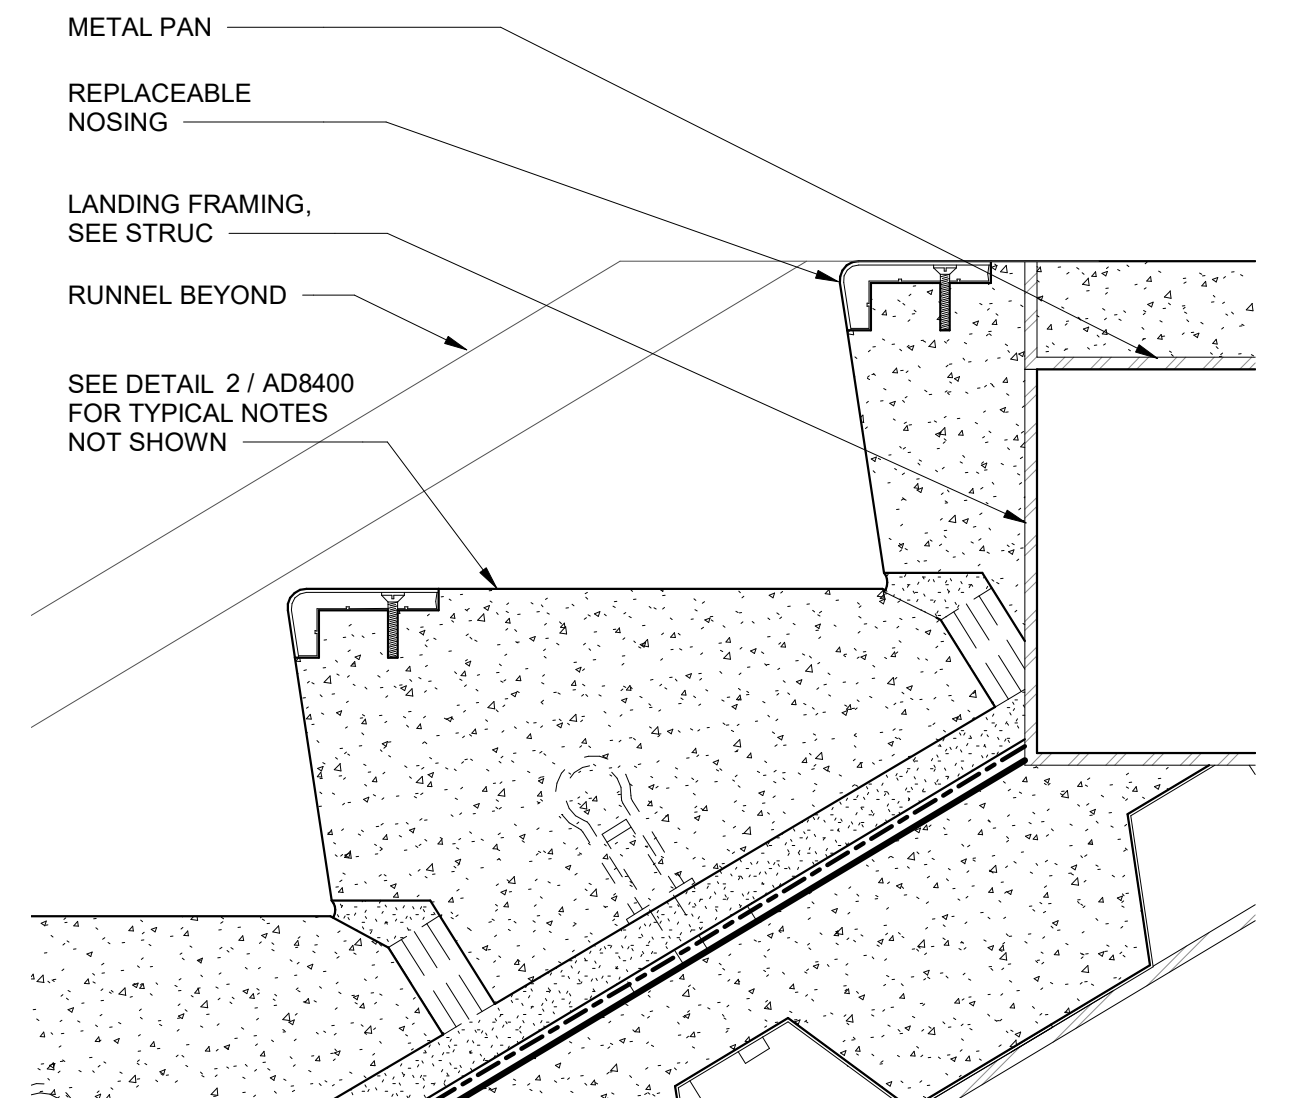 METAL PAN
REPLACEABLE
NOSING
LANDING FRAMING,
SEE STRUC
RUNNEL BEYOND
SEE DETAIL 2 / AD8400
FOR TYPICAL NOTES
NOT SHOWN